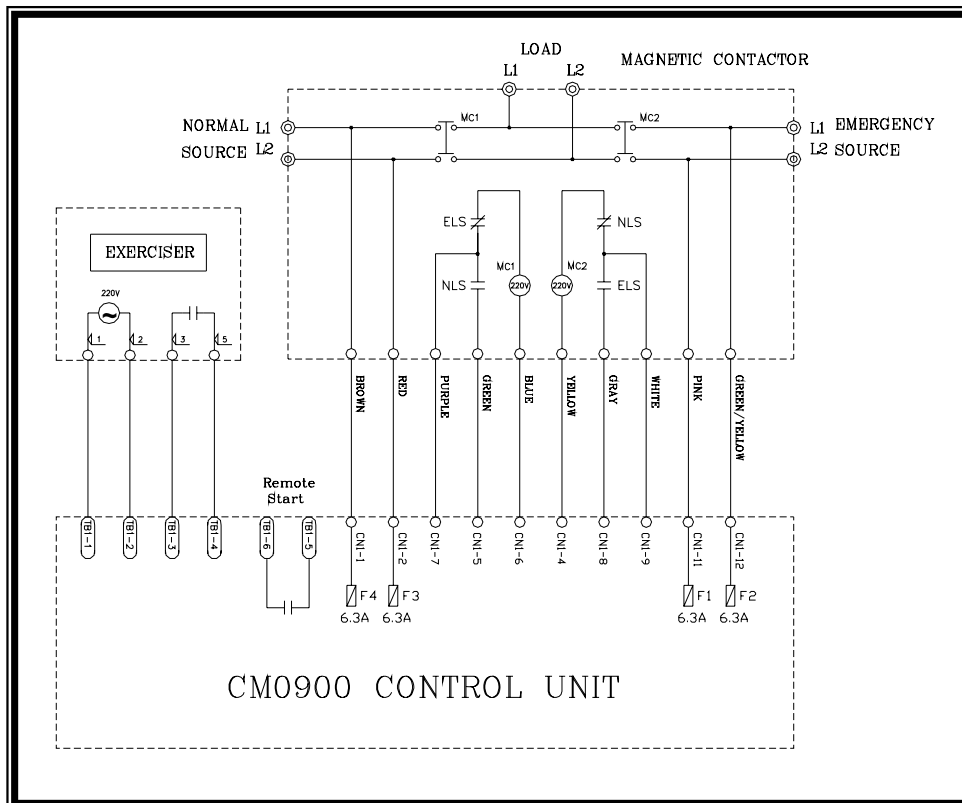 LOAD
L1 L2 MAGNETIC CONTACTOR
NORMAL L1 MC1 MC2 L1 EMERGENCY
SOURCE L2 L2 SOURCE
ELS NLS
EXERCISER
NLS MC1 MC2 ELS
220V 220V
220V
1 2 3 5
BROWN RED PURPLE GREEN BLUE YELLOW GRAY WHITE PINK GREEN/YELLOW
Remote
Start
TB1-1 TB1-2 TB1-3 TB1-4 TB1-6 TB1-5 CN1-1 CN1-2 CN1-7 CN1-5 CN1-6 CN1-4 CN1-8 CN1-9 CN1-11 CN1-12
F4 F3 F1 F2
6.3A 6.3A 6.3A 6.3A
CM0900 CONTROL UNIT